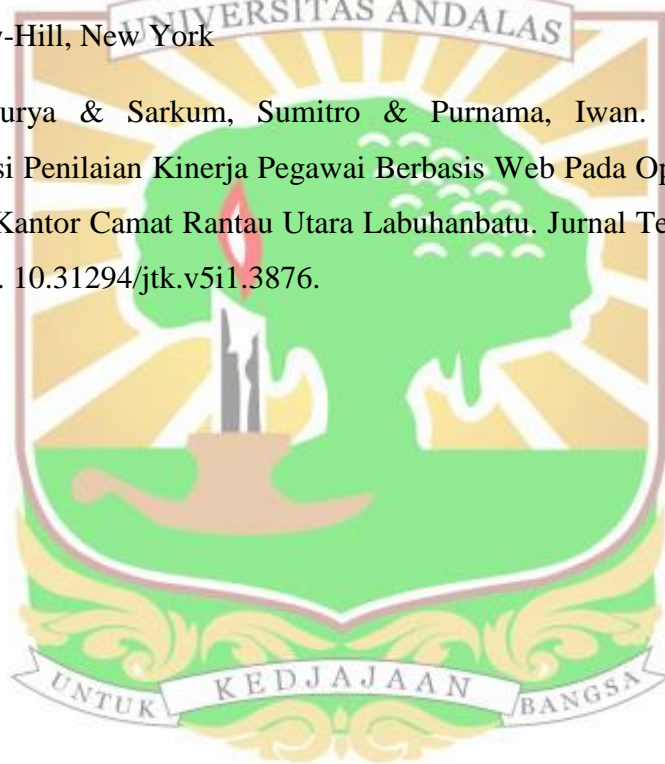 UNIVERSITAS ANDALAS
-Hill, New York
urya & Sarkum, Sumitro & Purnama, Iwan.
si Penilaian Kinerja Pegawai Berbasis Web Pada Op
Kantor Camat Rantau Utara Labuhanbatu. Jurnal Te
. 10.31294/jtk.v5i1.3876.
UNTUK KEDJAJAAN BANGSA